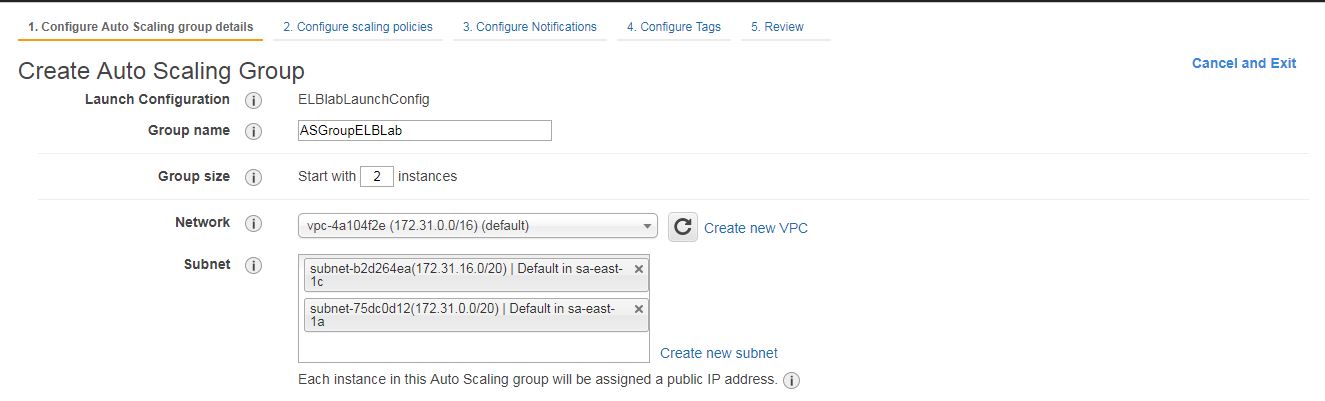 1. Configure Auto Scaling group details 2. Configure scaling policies 3. Configure Notifications 4. Configure Tags 5. Review
Create Auto Scaling Group Cancel and Exit
Launch Configuration i ELBlabLaunchConfig
Group name i ASGroupELBLab
Group size i Start with 2 instances
Network i vpc-4a104f2e (172.31.0.0/16) (default) Create new VPC
Subnet i subnet-b2d264ea(172.31.16.0/20) | Default in sa-east-
1c
subnet-75dc0d12(172.31.0.0/20) | Default in sa-east-
1a
Create new subnet
Each instance in this Auto Scaling group will be assigned a public IP address. i